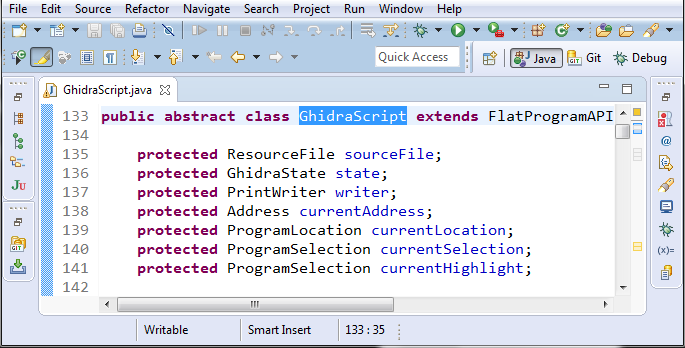 File Edit Source Refactor Navigate Search Project Run Window Help
Quick Access Java Git Debug
GhidraScript.java
133 public abstract class GhidraScript extends FlatProgramAPI
134
135 protected ResourceFile sourceFile;
136 protected GhidraState state;
137 protected PrintWriter writer;
138 protected Address currentAddress;
139 protected ProgramLocation currentLocation;
140 protected ProgramSelection currentSelection;
141 protected ProgramSelection currentHighlight;
142
Writable Smart Insert 133 : 35